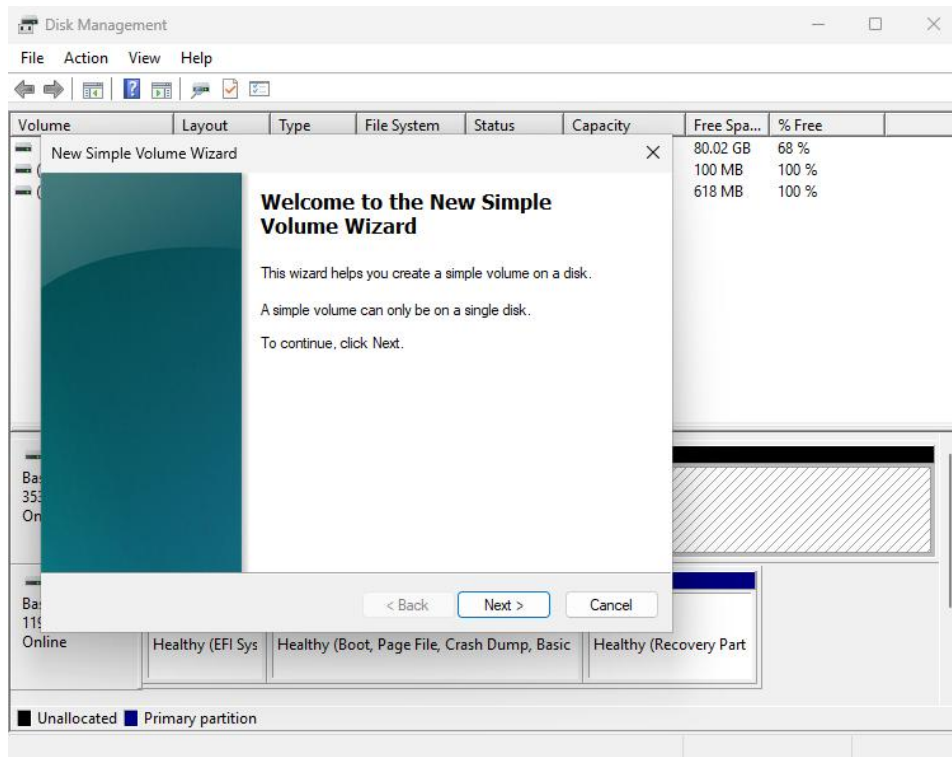 Disk Management
File Action View Help
Volume Layout Type File System Status Capacity Free Spa... % Free
80.02 GB 68 %
100 MB 100 %
618 MB 100 %
New Simple Volume Wizard
Welcome to the New Simple
Volume Wizard
This wizard helps you create a simple volume on a disk.
A simple volume can only be on a single disk.
To continue, click Next.
< Back Next > Cancel
Online Healthy (EFI Sys Healthy (Boot, Page File, Crash Dump, Basic Healthy (Recovery Part
Unallocated Primary partition